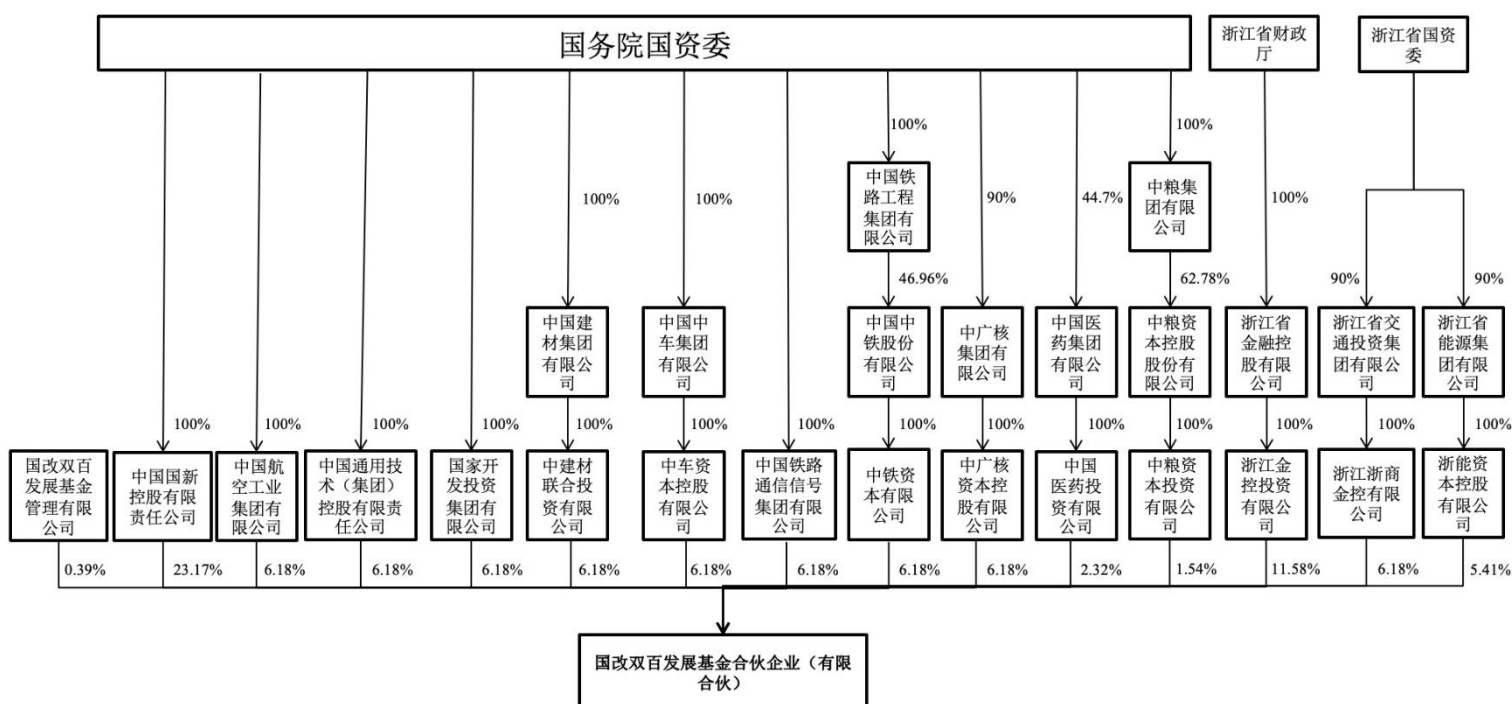 国务院国资委
浙江省财政
厅
浙江省国资
委
100%
100%
中国铁
路工程
集团有
限公司
中粮集
团有限
公司
100%
100%
90%
44.7%
100%
46.96%
62.78%
90%
90%
中国建
材集团
有限公
司
中国中
车集团
有限公
司
中国中
铁股份
有限公
司
中广核
集团有
限公司
中国医
药集团
有限公
司
中粮资
本控股
股份有
限公司
浙江省
金融控
股有限
公司
浙江省交
通投资集
团有限公
司
浙江省
能源集
团有限
公司
100%
100%
100%
100%
100%
100%
100%
100%
100%
100%
100%
100%
100%
100%
国改双百
发展基金
管理有限
公司
中国国新
控股有限
责任公司
中国航
空工业
集团有
限公司
中国通用技
术（集团）
控股有限责
任公司
国家开
发投资
集团有
限公司
中建材
联合投
资有限
公司
中车资
本控股
有限公
司
中国铁路
通信信号
集团有限
公司
中铁资
本有限
公司
中广核
资本控
股有限
公司
中国
医药投
资有限
公司
中粮资
本投资
有限公
司
浙江金
控投资
有限公
司
浙江浙商
金控有限
公司
浙能资
本控股
有限公
司
0.39%
23.17%
6.18%
6.18%
6.18%
6.18%
6.18%
6.18%
6.18%
6.18%
2.32%
1.54%
11.58%
6.18%
5.41%
国改双百发展基金合伙企业（有限
合伙）